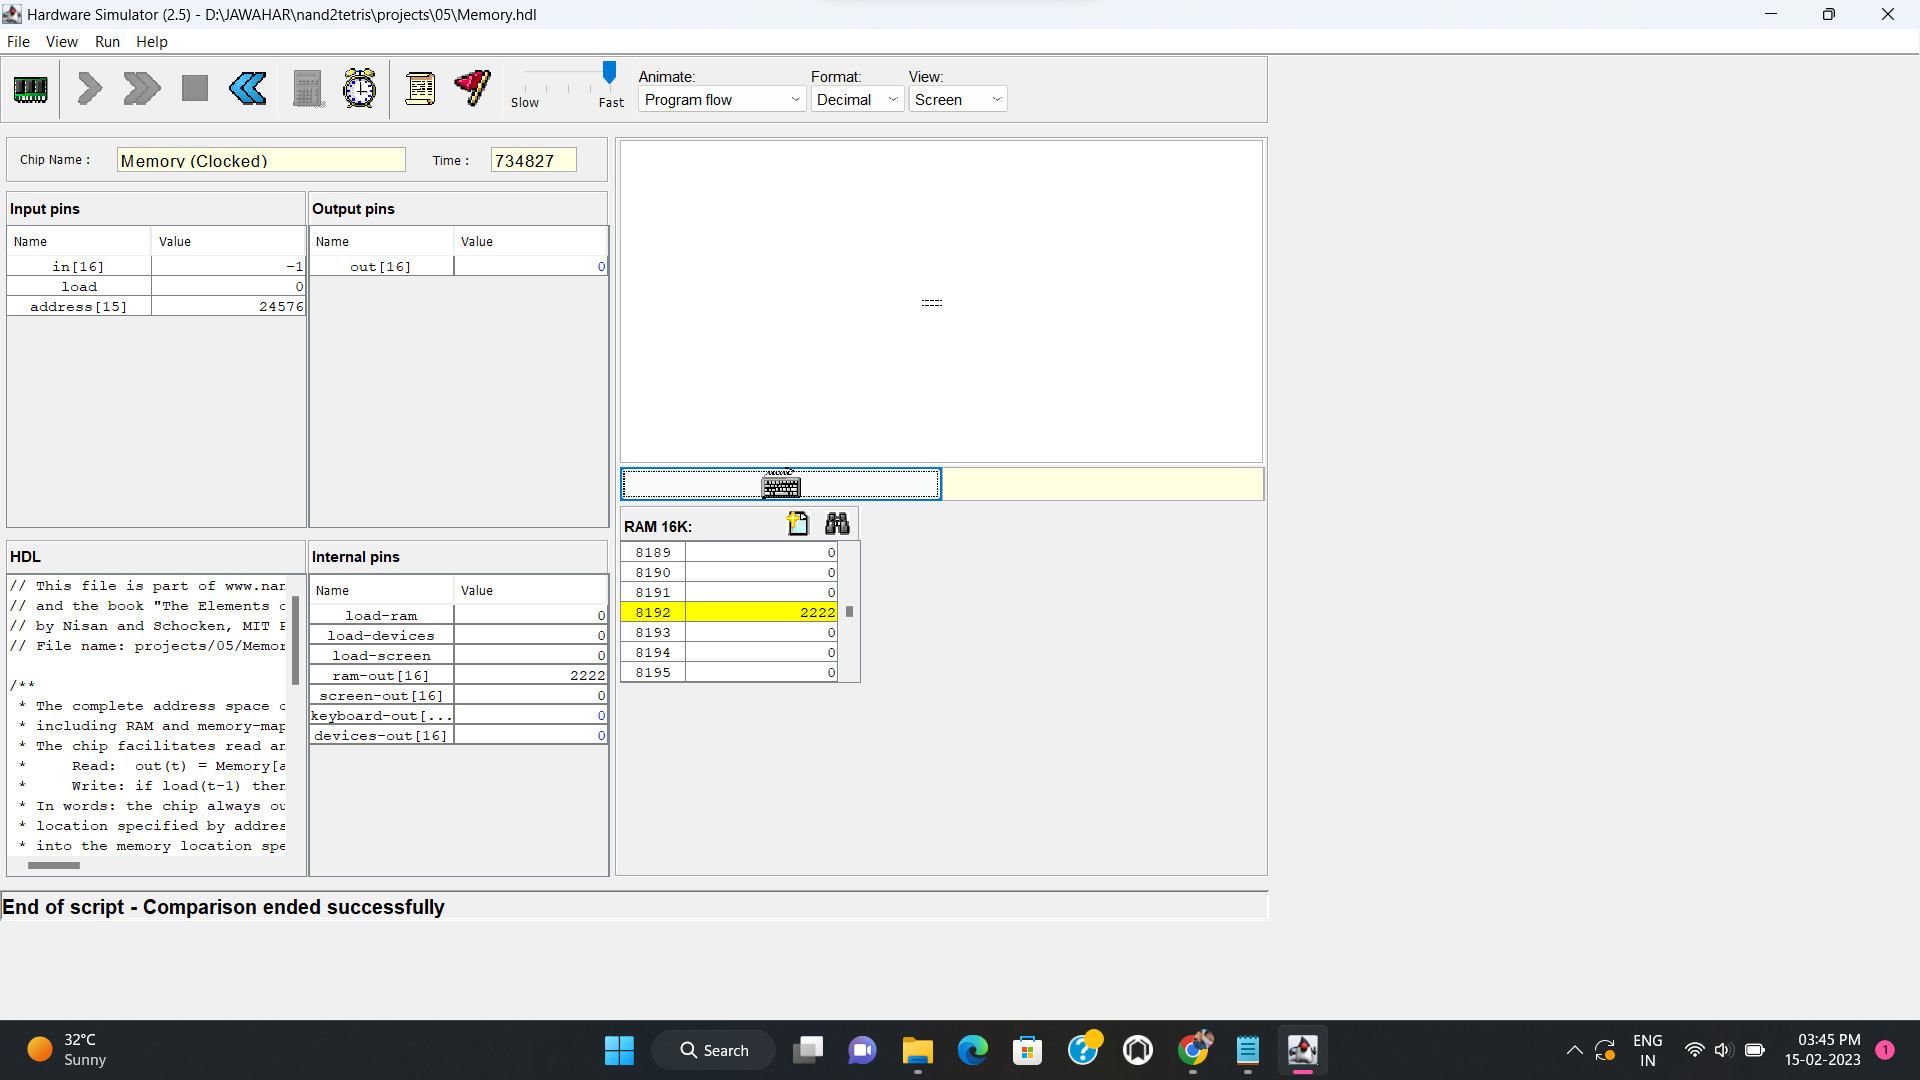 Hardware Simulator (2.5) - D:\JAWAHAR\nand2tetris\projects\05\Memory.hdl
File View Run Help
Slow Fast
Animate: Format: View:
Program flow Decimal Screen
Chip Name : Memory (Clocked) Time : 734827
Input pins
Name Value
in[16] -1
load 0
address[15] 24576
Output pins
Name Value
out[16] 0
RAM 16K:
8189 0
8190 0
8191 0
8192 2222
8193 0
8194 0
8195 0
HDL
// This file is part of www.nan
// and the book "The Elements o
// by Nisan and Schocken, MIT P
// File name: projects/05/Memor
/**
* The complete address space o
* including RAM and memory-map
* The chip facilitates read an
* Read: out(t) = Memory[a
* Write: if load(t-1) then
* In words: the chip always ou
* location specified by addres
* into the memory location spe
Internal pins
Name Value
load-ram 0
load-devices 0
load-screen 0
ram-out[16] 2222
screen-out[16] 0
keyboard-out[... 0
devices-out[16] 0
End of script - Comparison ended successfully
32°C
Sunny
Search
ENG
IN
03:45 PM
15-02-2023
1